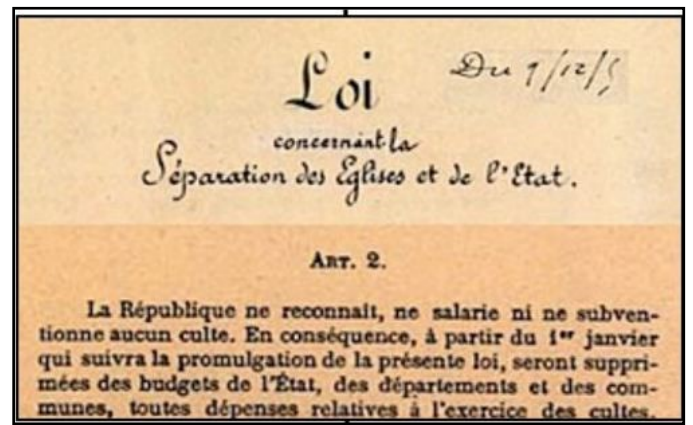 Loi
Du 9/12/5
concernant la
Séparation des Eglises et de l'Etat.
ART. 2.
La République ne reconnait, ne salarie ni ne subven-
tionne aucun culte. En conséquence, à partir du 1er janvier
qui suivra la promulgation de la présente loi, seront suppri-
mées des budgets de l'État, des départements et des com-
munes, toutes dépenses relatives à l'exercice des cultes.